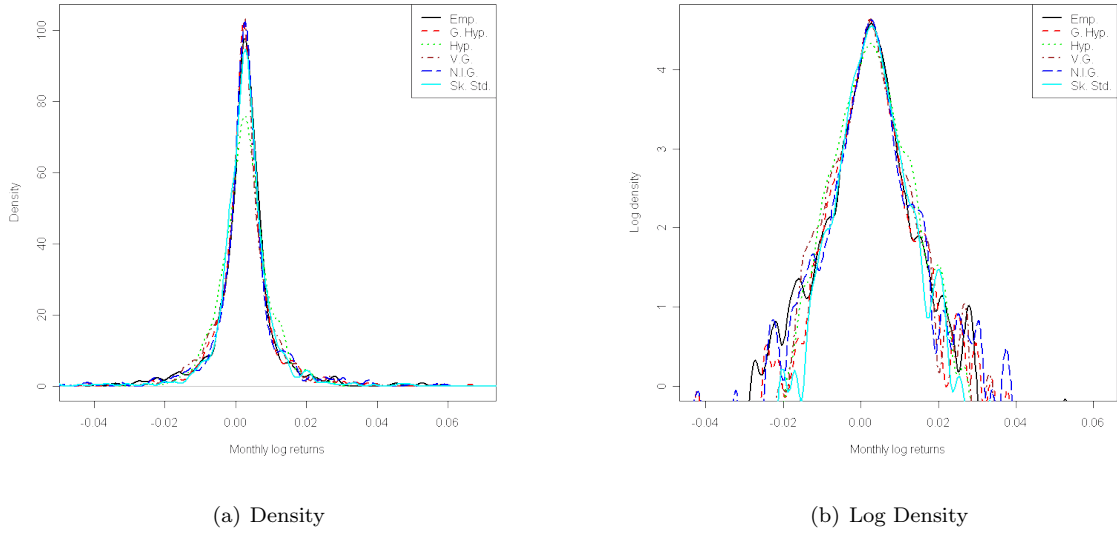 Emp.
G. Hyp.
Hyp.
V.G.
N.I.G.
Sk. Std.
Density
0
20
40
60
80
100
-0.04
-0.02
0.00
0.02
0.04
0.06
Monthly log returns
(a) Density
Emp.
G. Hyp.
Hyp.
V.G.
N.I.G.
Sk. Std.
Log density
0
1
2
3
4
-0.04
-0.02
0.00
0.02
0.04
0.06
Monthly log returns
(b) Log Density